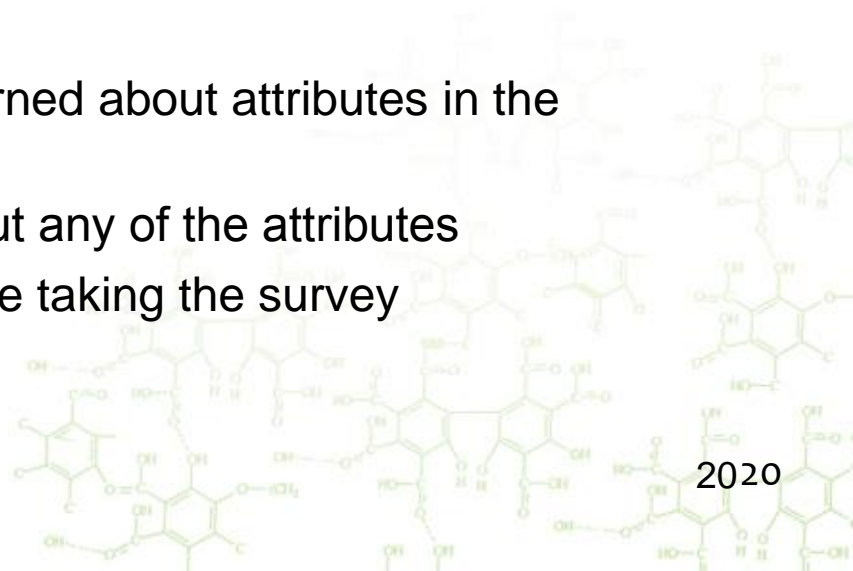 rned about attributes in the
ut any of the attributes
e taking the survey
2020